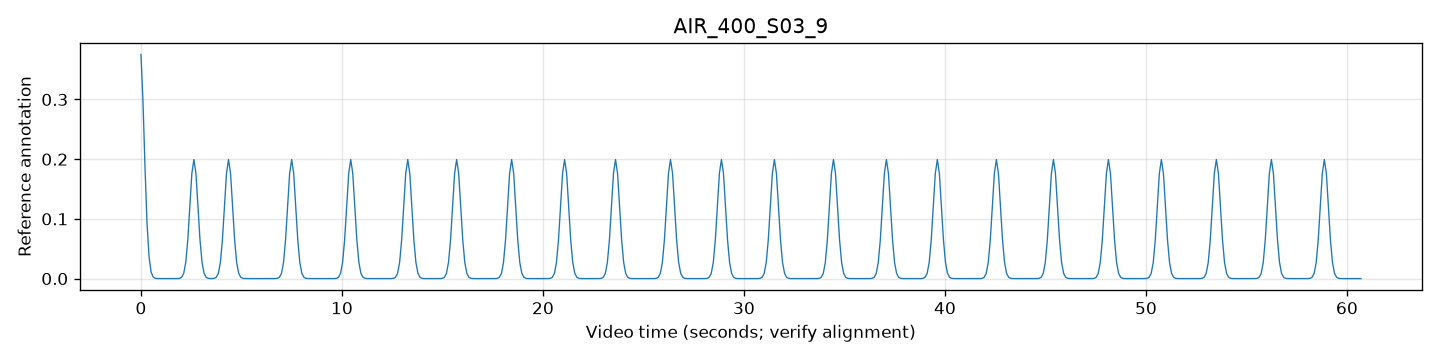 AIR_400_S03_9
Reference annotation
0.3
0.2
0.1
0.0
0 10 20 30 40 50 60
Video time (seconds; verify alignment)